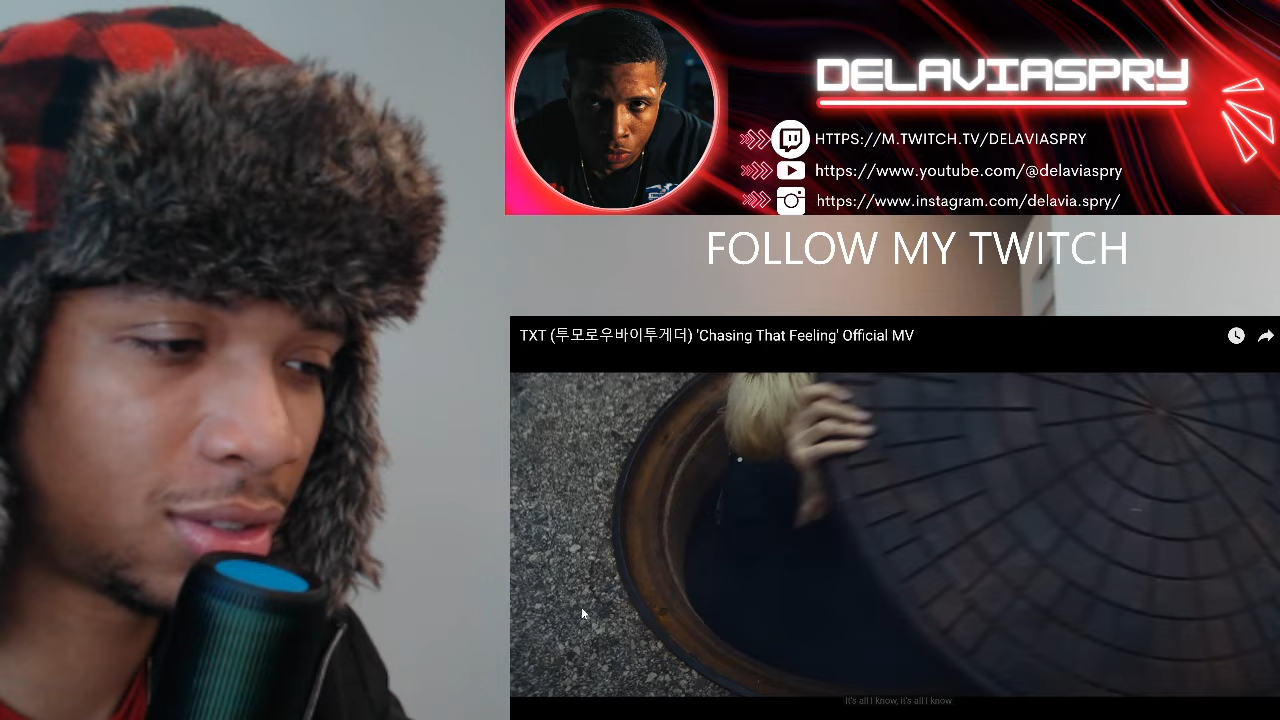 DELAVIASPRY
HTTPS://M.TWITCH.TV/DELAVIASPRY
https://www.youtube.com/@delaviaspry
https://www.instagram.com/delavia.spry/
FOLLOW MY TWITCH
TXT (투모로우바이투게더) 'Chasing That Feeling' Official MV
It's all I know, it's all I know